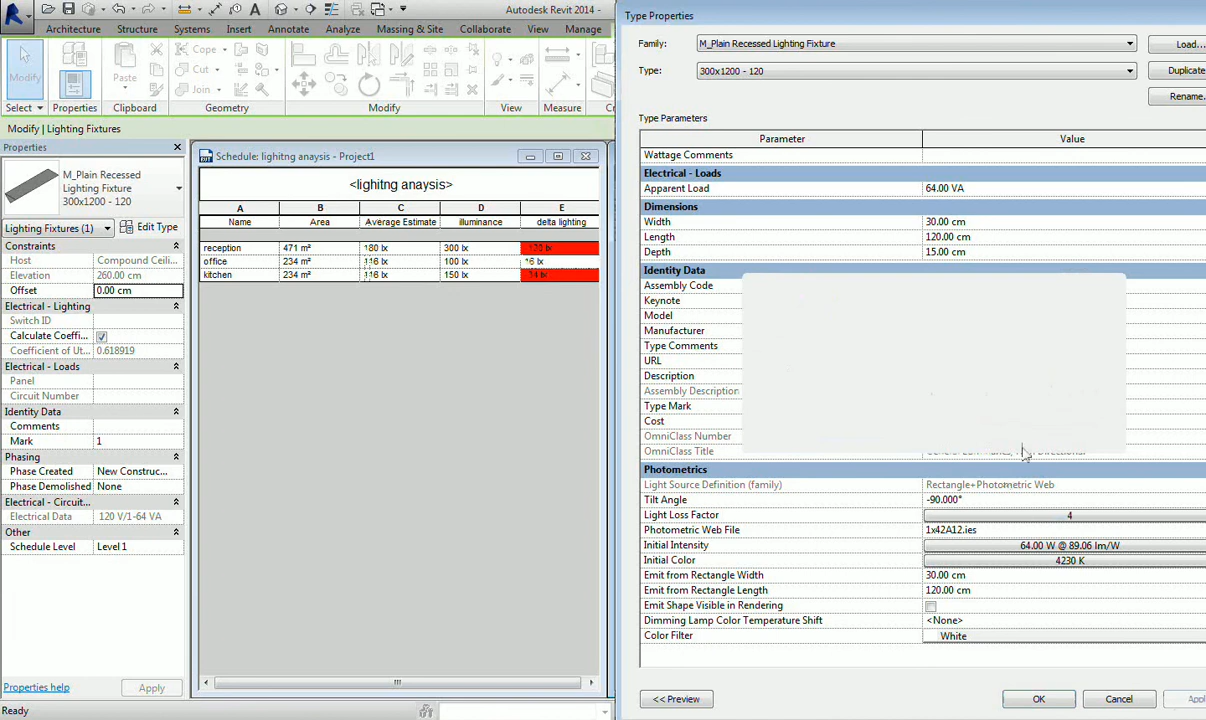 Autodesk Revit 2014 -
Architecture Structure Systems Insert Annotate Analyze Massing & Site Collaborate View Manage
Modify Paste Cope Cut Join
Select Properties Clipboard Geometry Modify View Measure
Modify | Lighting Fixtures
Properties
M_Plain Recessed
Lighting Fixture
300x1200 - 120
Lighting Fixtures (1) Edit Type
Constraints
Host Compound Ceili...
Elevation 260.00 cm
Offset 0.00 cm
Electrical - Lighting
Switch ID
Calculate Coeffi...
Coefficient of Ut... 0.618919
Electrical - Loads
Panel
Circuit Number
Identity Data
Comments
Mark 1
Phasing
Phase Created New Construc...
Phase Demolished None
Electrical - Circuit...
Electrical Data 120 V/1-64 VA
Other
Schedule Level Level 1
Properties help Apply
Ready
Schedule: lighitng anaysis - Project1
<lighitng anaysis>
A B C D E
Name Area Average Estimate illuminance delta lighting
reception 471 m² 180 lx 300 lx
office 234 m² 100 lx 16 lx
kitchen 234 m² 150 lx
Type Properties
Family: M_Plain Recessed Lighting Fixture Load...
Type: 300x1200 - 120 Duplicate
Rename..
Type Parameters
Parameter Value
Wattage Comments
Electrical - Loads
Apparent Load 64.00 VA
Dimensions
Width 30.00 cm
Length 120.00 cm
Depth 15.00 cm
Identity Data
Assembly Code
Keynote
Model
Manufacturer
Type Comments
URL
Description
Assembly Description
Type Mark
Cost
OmniClass Number
OmniClass Title
Photometrics
Light Source Definition (family) Rectangle+Photometric Web
Tilt Angle -90.000°
Light Loss Factor 4
Photometric Web File 1x42A12.ies
Initial Intensity 64.00 W @ 89.06 lm/W
Initial Color 4230 K
Emit from Rectangle Width 30.00 cm
Emit from Rectangle Length 120.00 cm
Emit Shape Visible in Rendering
Dimming Lamp Color Temperature Shift <None>
Color Filter White
<< Preview OK Cancel